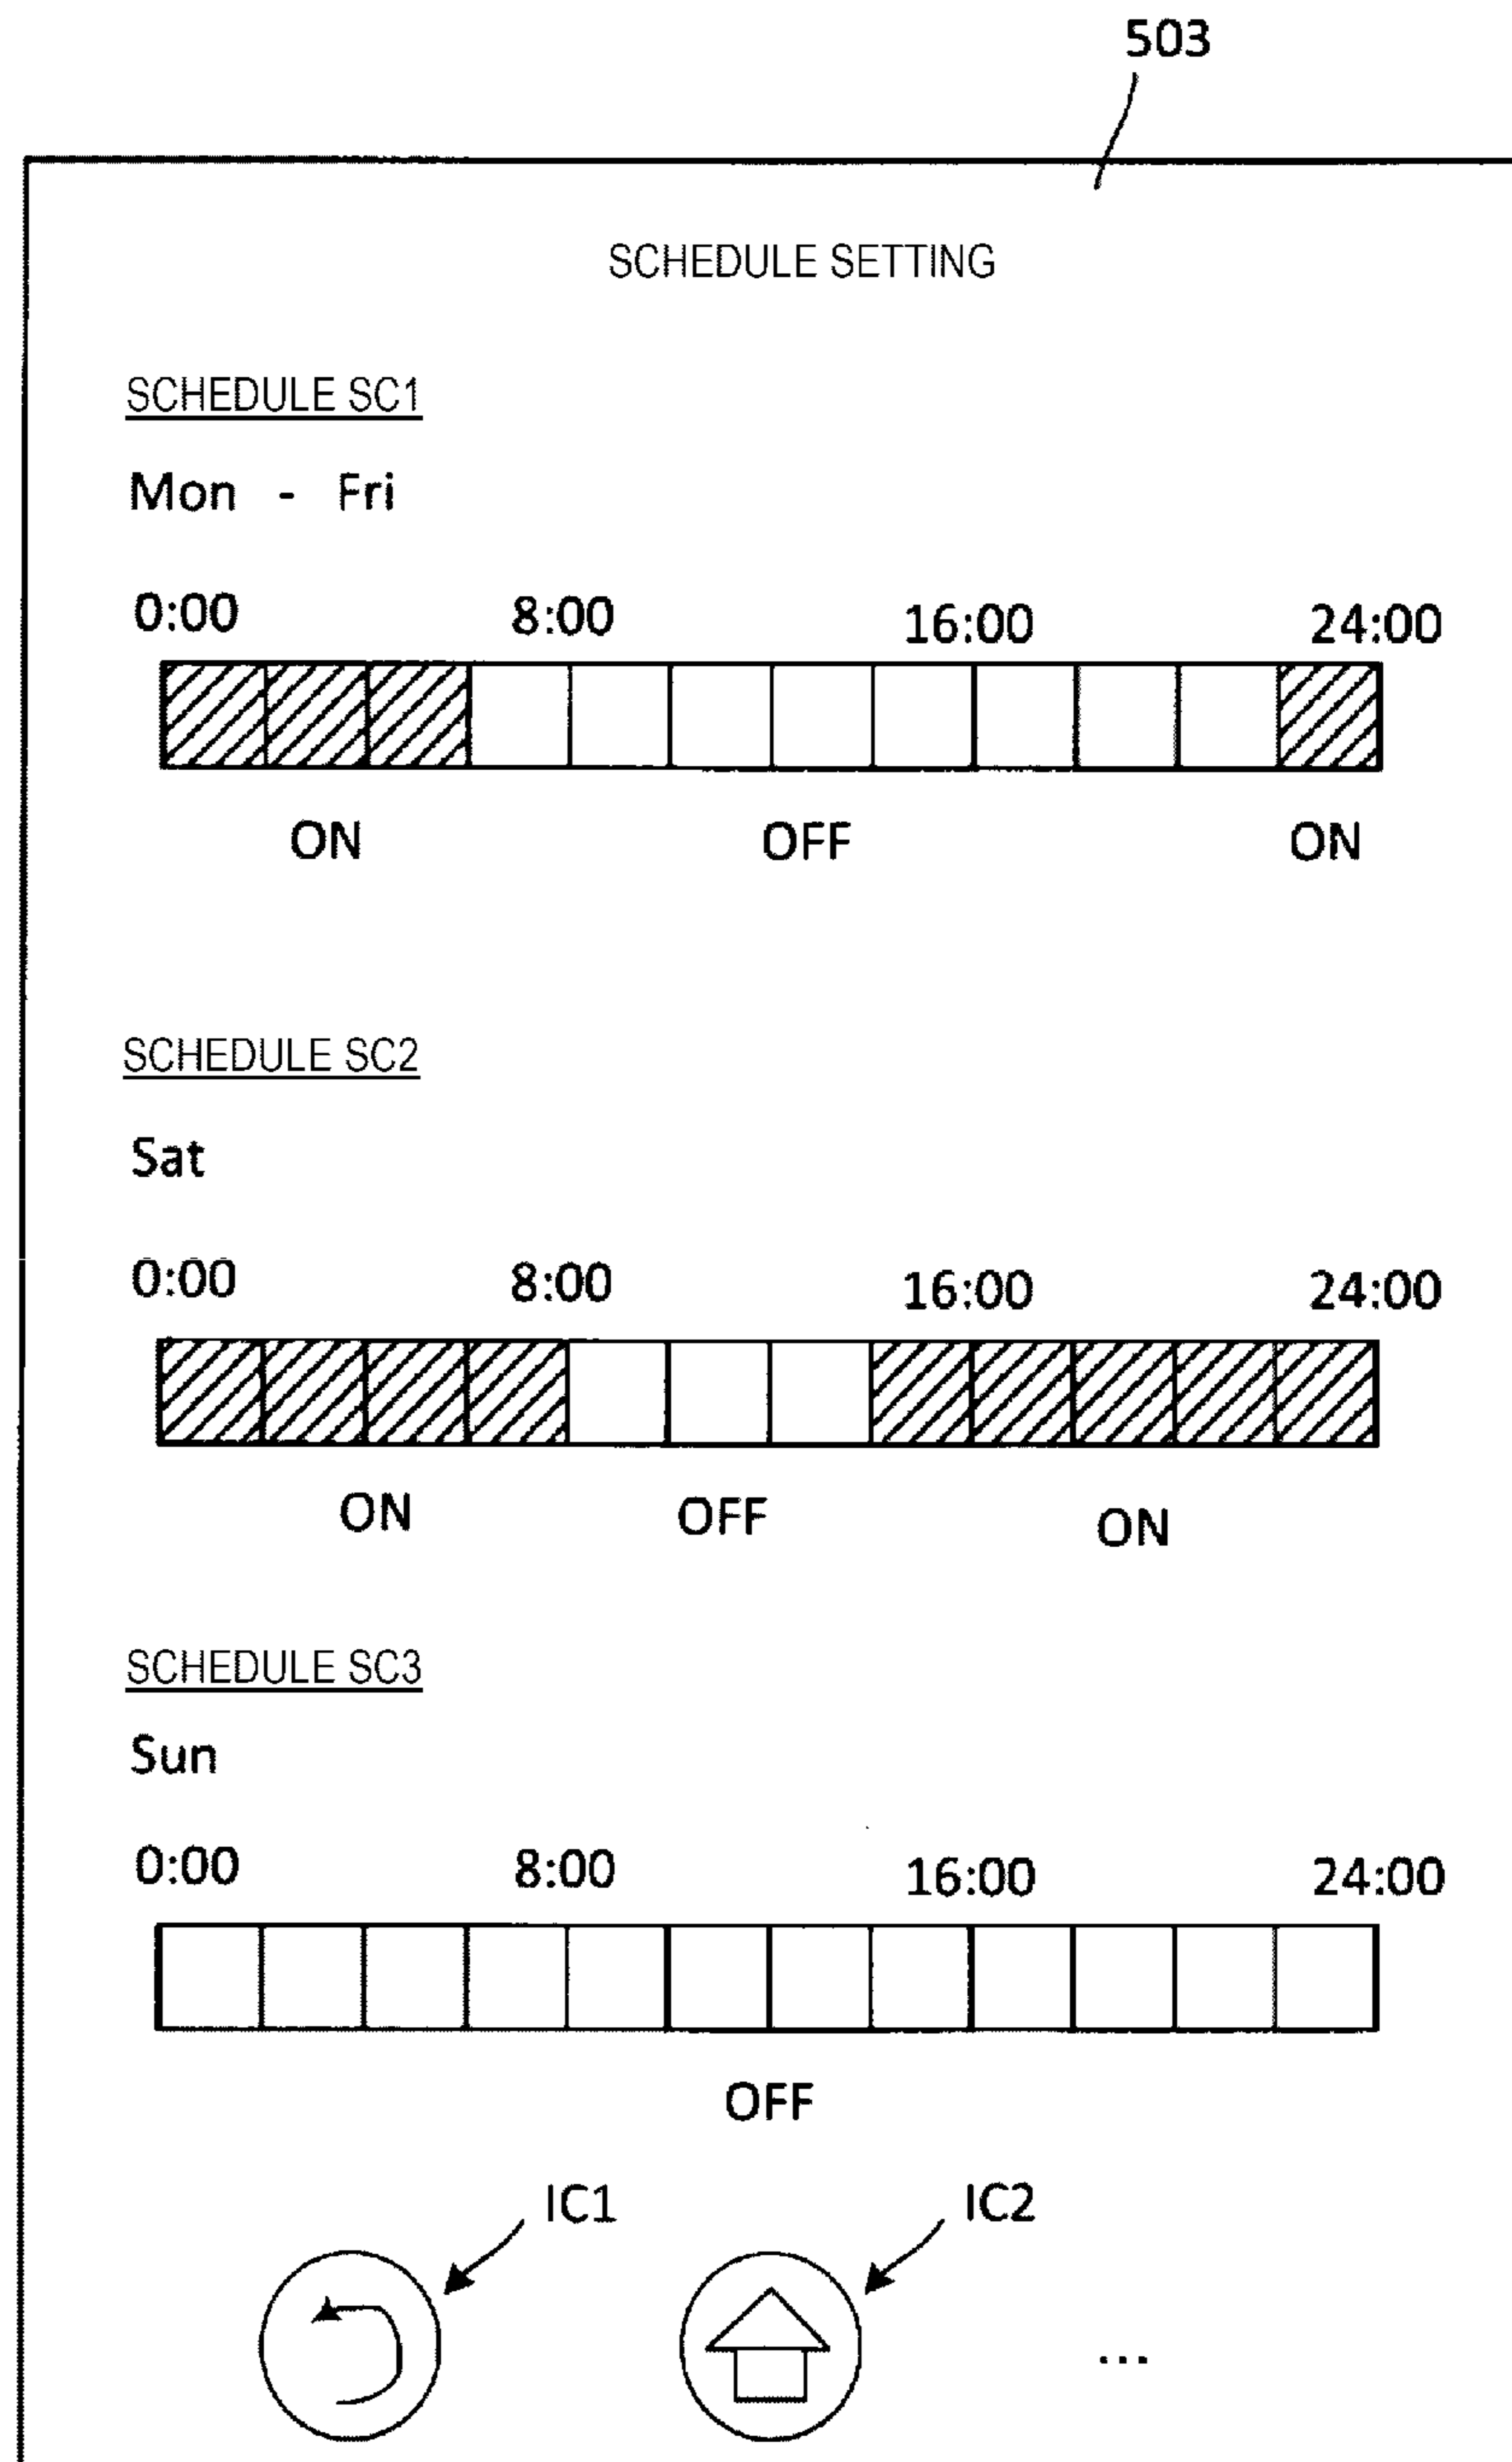 503
SCHEDULE SETTING
SCHEDULE SC1
Mon - Fri
0:00 8:00 16:00 24:00
ON OFF ON
SCHEDULE SC2
Sat
0:00 8:00 16:00 24:00
ON OFF ON
SCHEDULE SC3
Sun
0:00 8:00 16:00 24:00
OFF
IC1 IC2
...